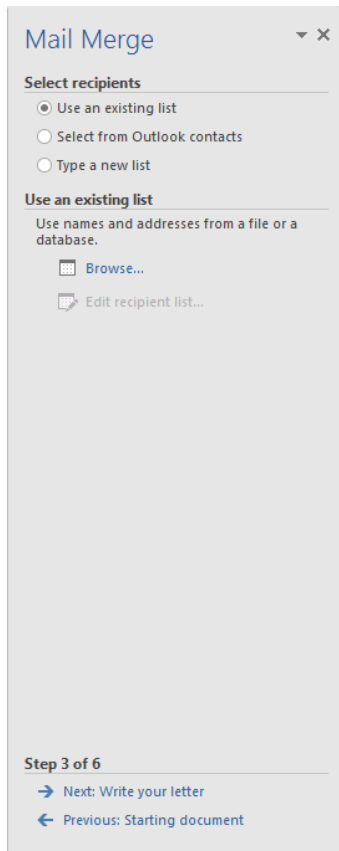 Mail Merge
Select recipients
Use an existing list
Select from Outlook contacts
Type a new list
Use an existing list
Use names and addresses from a file or a
database.
Browse...
Edit recipient list...
Step 3 of 6
Next: Write your letter
Previous: Starting document